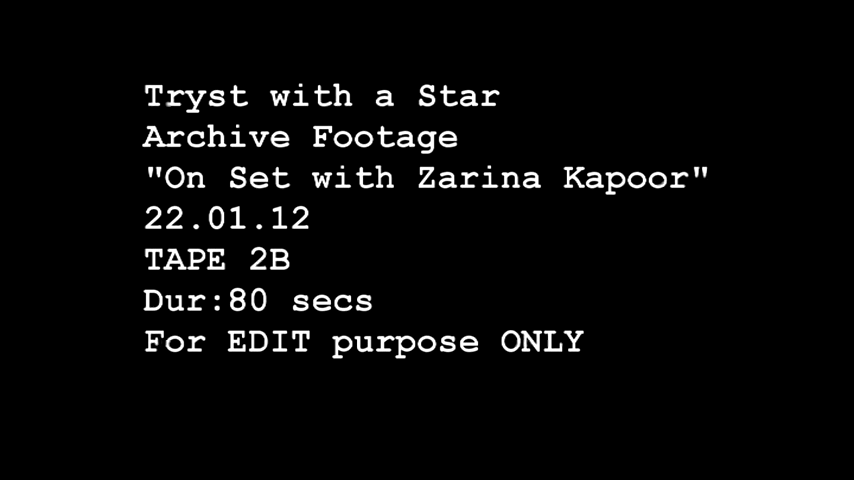 Tryst with a Star
Archive Footage
"On Set with Zarina Kapoor"
22.01.12
TAPE 2B
Dur:80 secs
For EDIT purpose ONLY